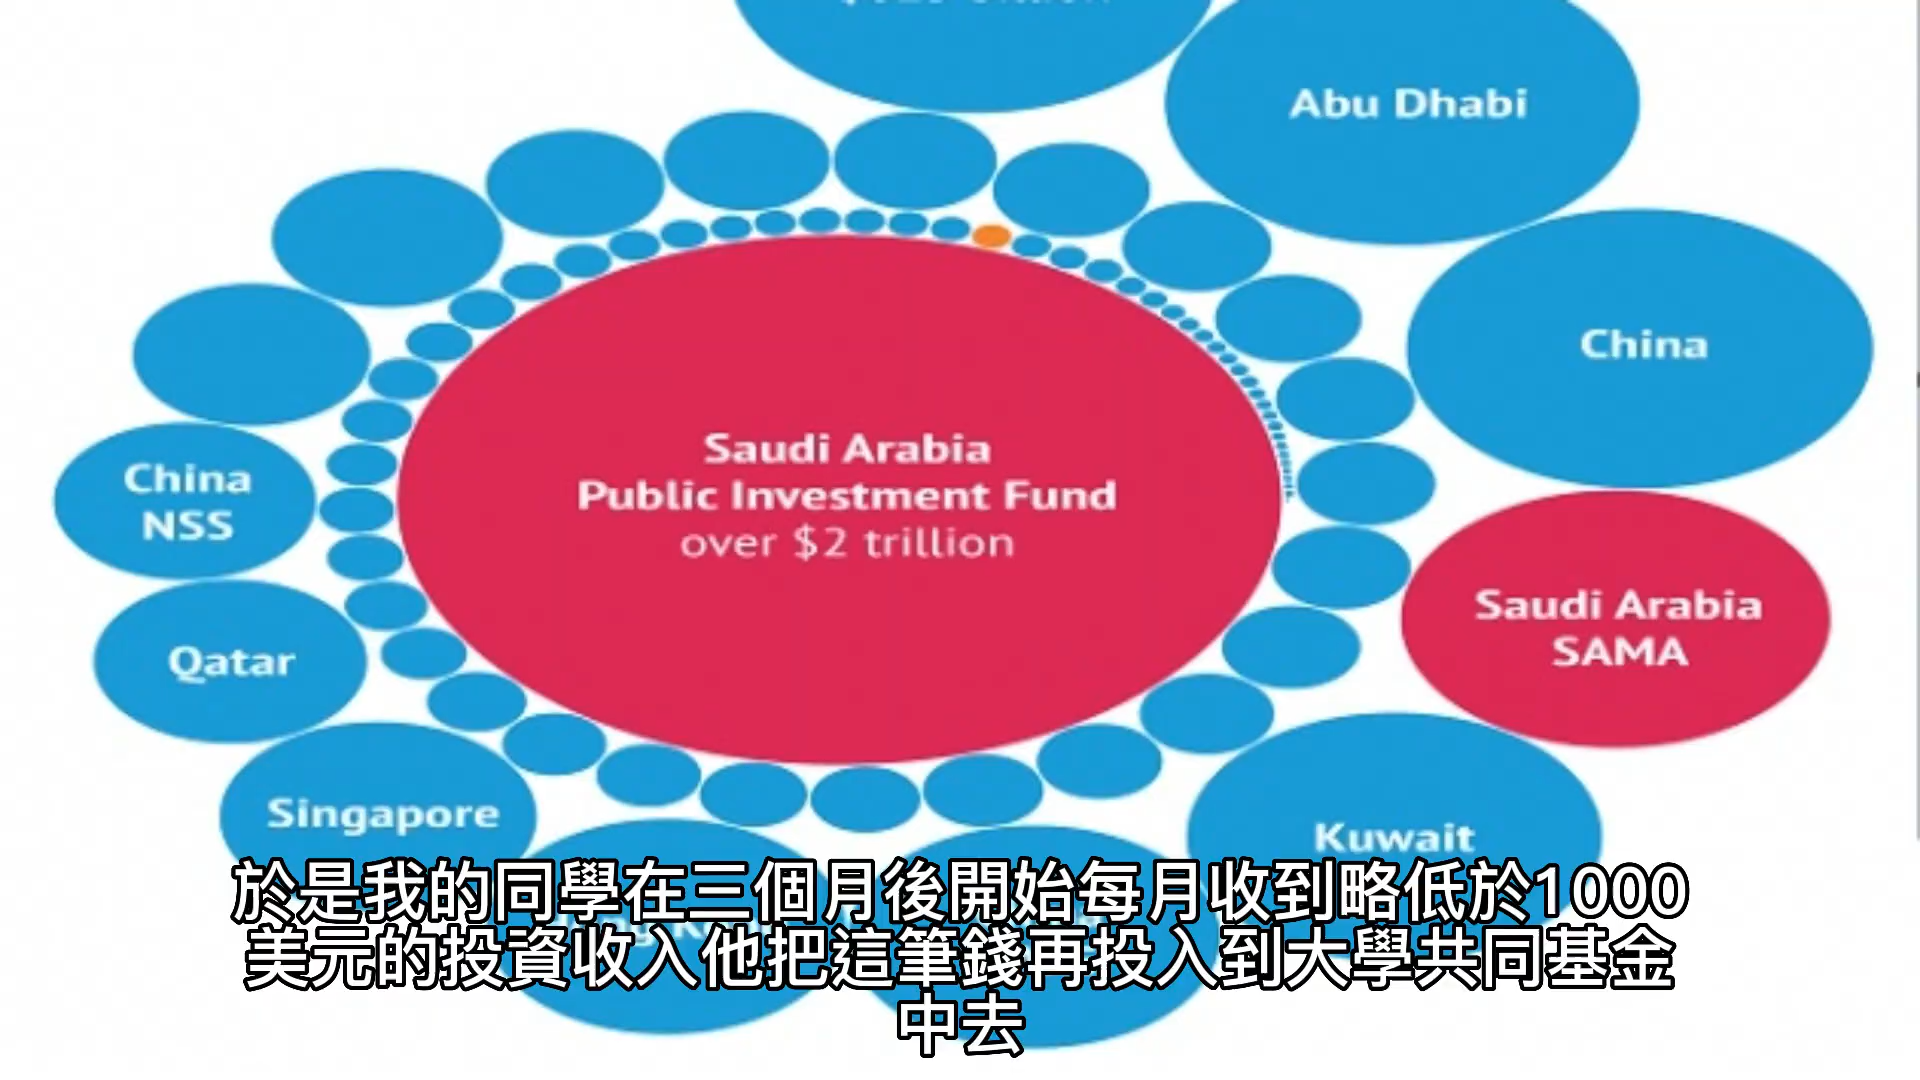 Abu Dhabi
China
Saudi Arabia
Public Investment Fund
over $2 trillion
China
NSS
Saudi Arabia
SAMA
Qatar
Singapore
Kuwait
於是我的同學在三個月後開始每月收到略低於1000
美元的投資收入他把這筆錢再投入到大學共同基金
中去